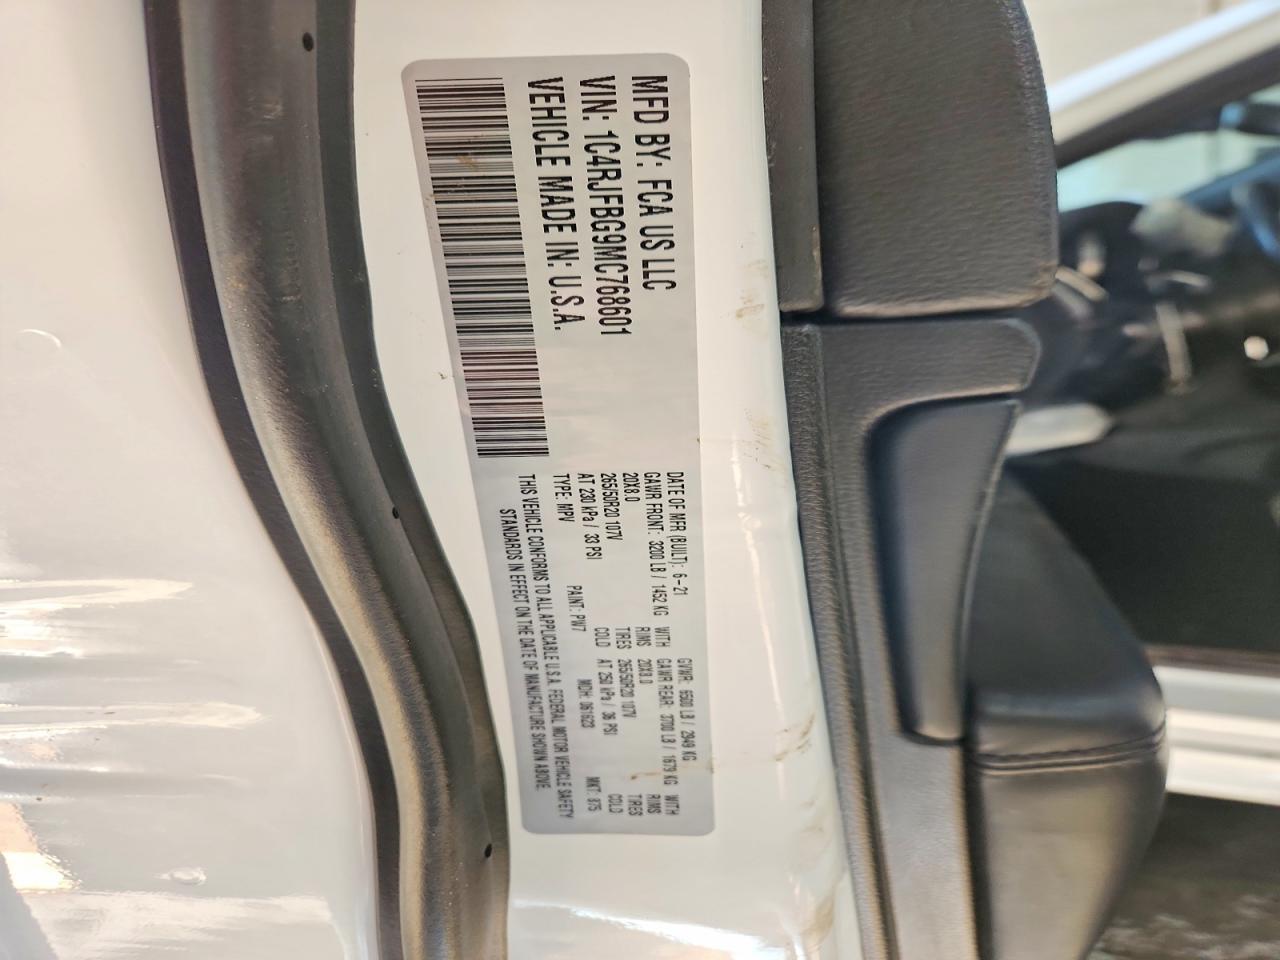 MFD BY: FCA US LLC
VIN: 1C4RJFBG9MC768601
VEHICLE MADE IN: U.S.A.
DATE OF MFR (BUILT): 6-21 GVWR: 6500 LB / 2949 KG
GAWR FRONT: 3200 LB / 1452 KG WITH GAWR REAR: 3700 LB / 1679 KG WITH
20X8.0 RIMS 20X8.0 RIMS
265/50R20 107V TIRES 265/50R20 107V TIRES
AT 230 kPa / 33 PSI COLD AT 250 kPa / 36 PSI COLD
TYPE: MPV PAINT: PW7 MDH: 061623 MKT: 875
THIS VEHICLE CONFORMS TO ALL APPLICABLE U.S.A. FEDERAL MOTOR VEHICLE SAFETY
STANDARDS IN EFFECT ON THE DATE OF MANUFACTURE SHOWN ABOVE.